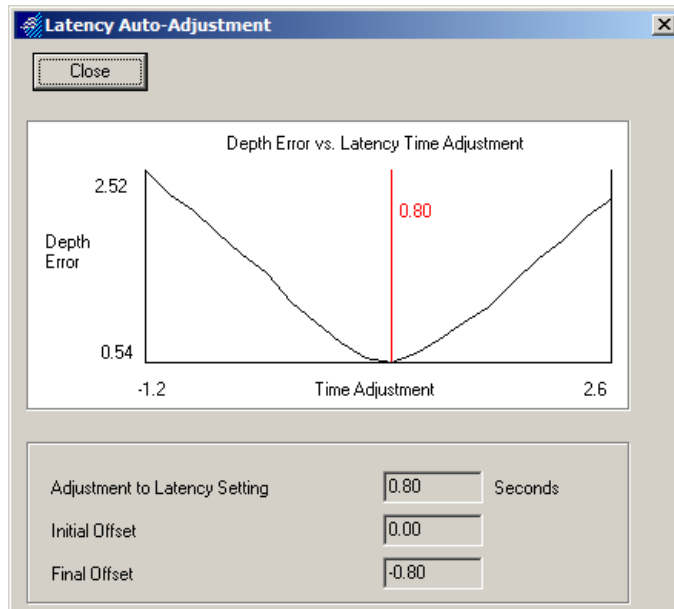 Latency Auto-Adjustment
Close
Depth Error vs. Latency Time Adjustment
2.52
0.80
Depth
Error
0.54
-1.2 Time Adjustment 2.6
Adjustment to Latency Setting 0.80 Seconds
Initial Offset 0.00
Final Offset -0.80